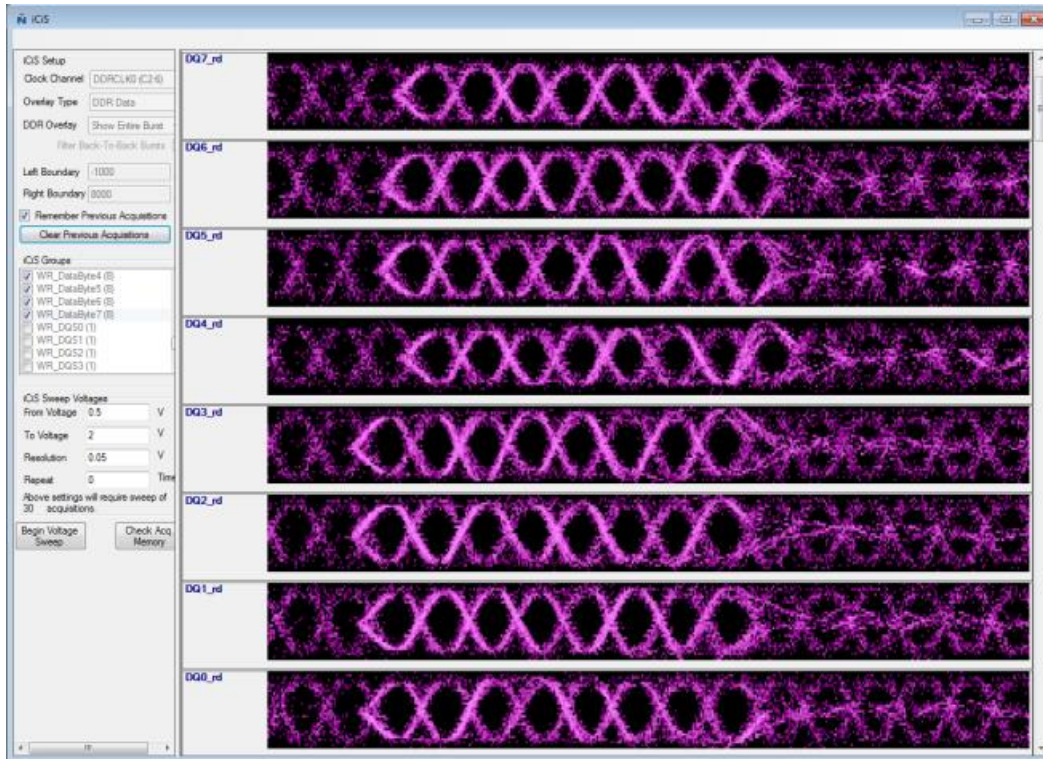 iCiS
iCiS Setup
Clock Channel DDRCLK0 (C2:6)
Overlay Type DDR Data
DDR Overlay Show Entire Burst
Filter Back-To-Back Bursts
Left Boundary -1000
Right Boundary 8000
Remember Previous Acquisitions
Clear Previous Acquisitions
iCiS Groups
WR_DataByte4 (8)
WR_DataByte5 (8)
WR_DataByte6 (8)
WR_DataByte7 (8)
WR_DQS0 (1)
WR_DQS1 (1)
WR_DQS2 (1)
WR_DQS3 (1)
iCiS Sweep Voltages
From Voltage 0.5 V
To Voltage 2 V
Resolution 0.05 V
Repeat 0 Time
Above settings will require sweep of
30 acquisitions.
Begin Voltage
Sweep
Check Acq
Memory
DQ7_rd
DQ6_rd
DQ5_rd
DQ4_rd
DQ3_rd
DQ2_rd
DQ1_rd
DQ0_rd